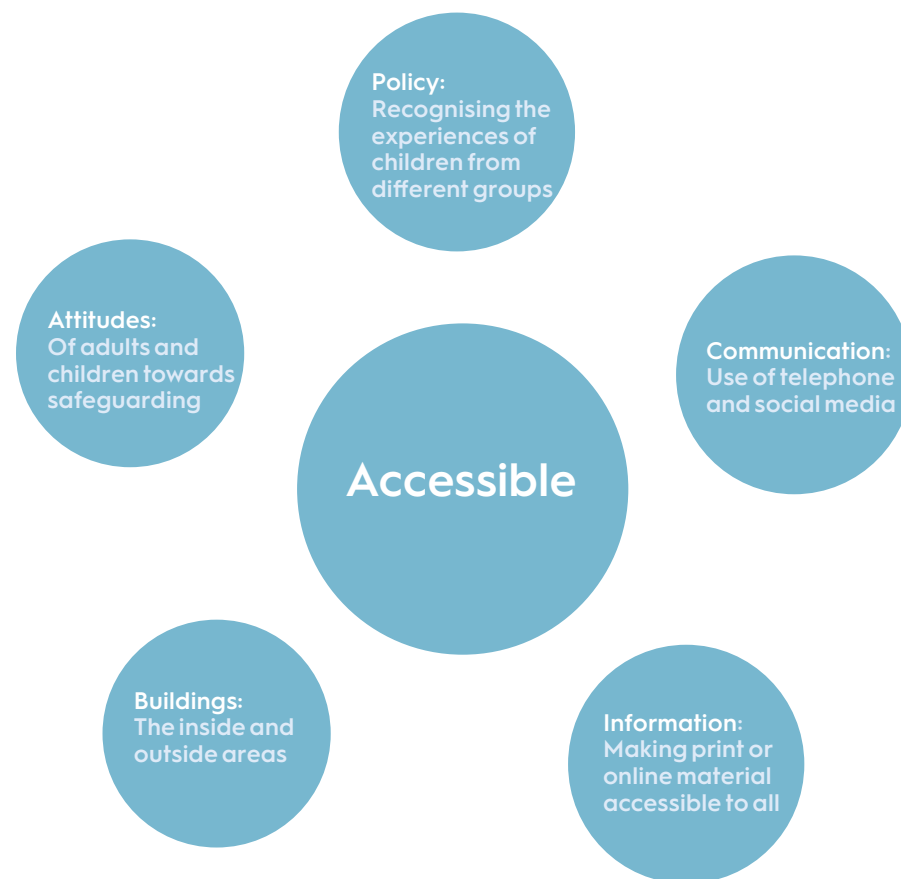 Policy:
Recognising the
experiences of
children from
different groups
Attitudes:
Of adults and
children towards
safeguarding
Communication:
Use of telephone
and social media
Accessible
Buildings:
The inside and
outside areas
Information:
Making print or
online material
accessible to all